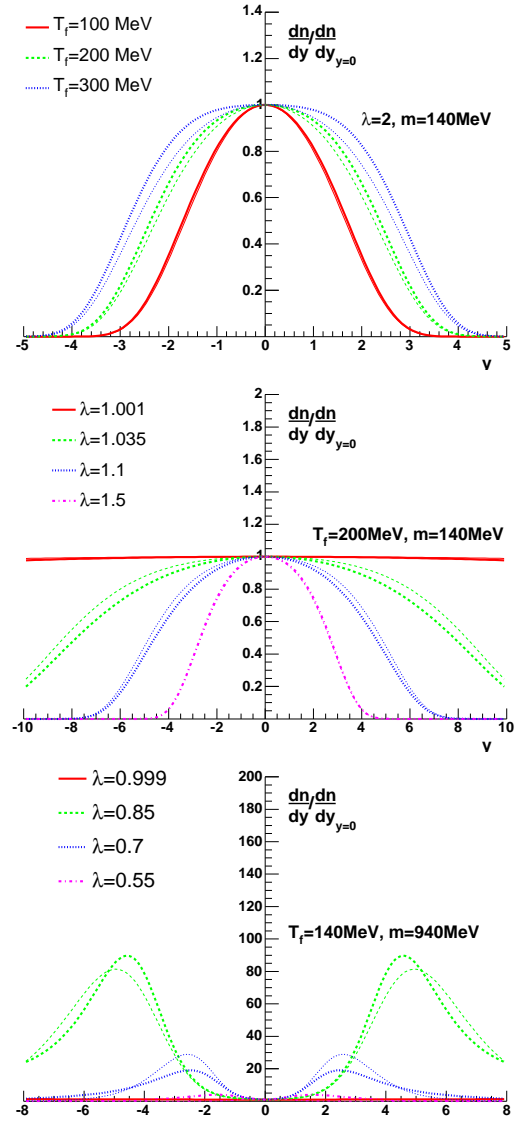 T_f=100 MeV
T_f=200 MeV
T_f=300 MeV
dn/dn
dy dy_{y=0}
λ=2, m=140MeV
1.4
1.2
1
0.8
0.6
0.4
0.2
-5 -4 -3 -2 -1 0 1 2 3 4 5
y
λ=1.001
λ=1.035
λ=1.1
λ=1.5
dn/dn
dy dy_{y=0}
T_f=200MeV, m=140MeV
2
1.8
1.6
1.4
1.2
1
0.8
0.6
0.4
0.2
-10 -8 -6 -4 -2 0 2 4 6 8 10
y
λ=0.999
λ=0.85
λ=0.7
λ=0.55
dn/dn
dy dy_{y=0}
T_f=140MeV, m=940MeV
200
180
160
140
120
100
80
60
40
20
-8 -6 -4 -2 0 2 4 6 8